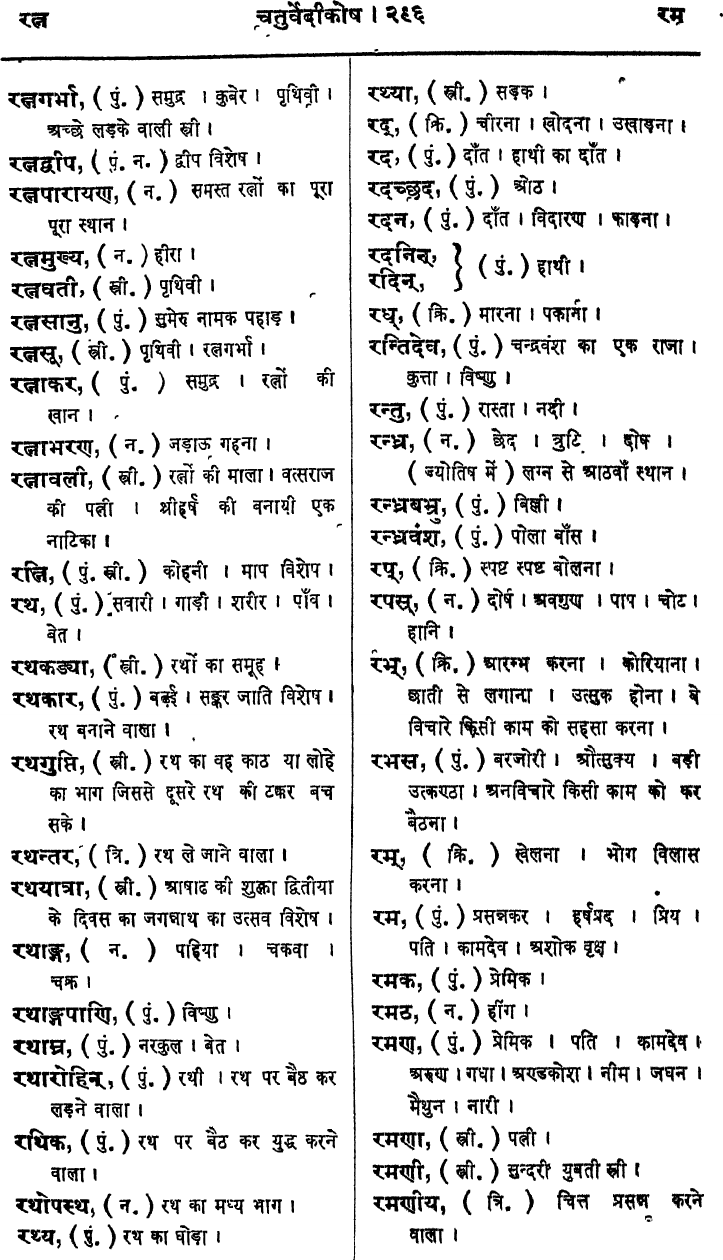 रत्न चतुर्वेदीकोष । २९६ रम
रत्नगर्भा, ( पुं. ) समुद्र । कुबेर । पृथिवी ।
अच्छे लड़के वाली स्त्री ।
रत्नद्वीप, ( पुं. न. ) द्वीप विशेष ।
रत्नपारायण, ( न. ) समस्त रत्नों का पूरा
पूरा स्थान ।
रत्नमुख्य, ( न. ) हीरा ।
रत्नवती, ( स्त्री. ) पृथिवी ।
रत्नसानु, ( पुं. ) सुमेरु नामक पहाड़ ।
रत्नसू, ( स्त्री. ) पृथिवी । रत्नगर्भा ।
रत्नाकर, ( पुं. ) समुद्र । रत्नों की
खान ।
रत्नाभरण, ( न. ) जड़ाऊ गहना ।
रत्नावली, ( स्त्री. ) रत्नों की माला । वत्सराज
की पत्नी । श्रीहर्ष की बनायी एक
नाटिका ।
रत्नि, ( पुं. स्त्री. ) कोहनी । माप विशेष ।
रथ, ( पुं. ) सवारी । गाड़ी । शरीर । पाँव ।
बेत ।
रथकड्या, ( स्त्री. ) रथों का समूह ।
रथकार, ( पुं. ) बढ़ई । सङ्कर जाति विशेष ।
रथ बनाने वाला ।
रथगुप्ति, ( स्त्री. ) रथ का वह काठ या लोहे
का भाग जिससे दूसरे रथ की टक्कर बच
सके ।
रथन्तर, ( त्रि. ) रथ ले जाने वाला ।
रथयात्रा, ( स्त्री. ) आषाढ की शुक्ला द्वितीया
के दिवस का जगन्नाथ का उत्सव विशेष ।
रथाङ्ग, ( न. ) पहिया । चकवा ।
चक्र ।
रथाङ्गपाणि, ( पुं. ) विष्णु ।
रथाभ्र, ( पुं. ) नरकुल । बेत ।
रथारोहिन्, ( पुं. ) रथी । रथ पर बैठ कर
लड़ने वाला ।
रथिक, ( पुं. ) रथ पर बैठ कर युद्ध करने
वाला ।
रथोपस्थ, ( न. ) रथ का मध्य भाग ।
रथ्य, ( पुं. ) रथ का घोड़ा ।
रथ्या, ( स्त्री. ) सड़क ।
रद्, ( क्रि. ) चीरना । खोदना । उखाड़ना ।
रद, ( पुं. ) दाँत । हाथी का दाँत ।
रदच्छद, ( पुं. ) ओठ ।
रदन, ( पुं. ) दाँत । विदारण । फाड़ना ।
रदनिन्,
रदिन्, } ( पुं. ) हाथी ।
रध्, ( क्रि. ) मारना । पकाना ।
रन्तिदेव, ( पुं. ) चन्द्रवंश का एक राजा ।
कुत्ता । विष्णु ।
रन्तु, ( पुं. ) रास्ता । नदी ।
रन्ध्र, ( न. ) छेद । त्रुटि । दोष ।
( ज्योतिष में ) लग्न से आठवाँ स्थान ।
रन्ध्रबभ्रु, ( पुं. ) बिल्ली ।
रन्ध्रवंश, ( पुं. ) पोला बाँस ।
रप्, ( क्रि. ) स्पष्ट स्पष्ट बोलना ।
रपस्, ( न. ) दोष । अवगुण । पाप । चोट ।
हानि ।
रभ्, ( क्रि. ) आरम्भ करना । कोरियाना ।
छाती से लगाना । उत्सुक होना । बे
विचारे किसी काम को सहसा करना ।
रभस, ( पुं. ) बरजोरी । औत्सुक्य । बड़ी
उत्कण्ठा । अनविचारे किसी काम को कर
बैठना ।
रम्, ( क्रि. ) खेलना । भोग विलास
करना ।
रम, ( पुं. ) प्रसन्नकर । हर्षप्रद । प्रिय ।
पति । कामदेव । अशोक वृक्ष ।
रमक, ( पुं. ) प्रेमिक ।
रमठ, ( न. ) हींग ।
रमण, ( पुं. ) प्रेमिक । पति । कामदेव ।
अरुण । गधा । अण्डकोश । नीम । जघन ।
मैथुन । नारी ।
रमणा, ( स्त्री. ) पत्नी ।
रमणी, ( स्त्री. ) सुन्दरी युवती स्त्री ।
रमणीय, ( त्रि. ) चित्त प्रसन्न करने
वाला ।